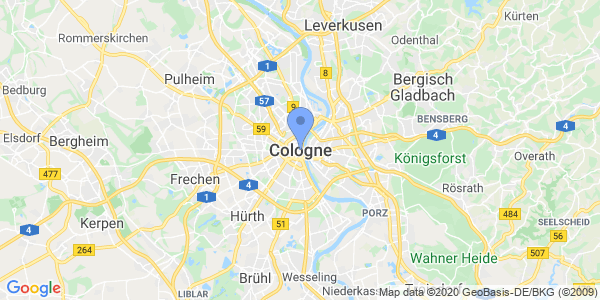 Leverkusen
Kürten
Rommerskirchen
Odenthal
1
8
Pulheim
Bergisch
Gladbach
Bedburg
57
9
BENSBERG
4
59
4
Elsdorf
Bergheim
Cologne
Königsforst
Overath
477
Frechen
4
Rösrath
1
Hürth
PORZ
484
SEELSCHEID
Kerpen
51
56
4
264
507
Wahner Heide
Brühl
Wesseling
Google
LIBLAR
Niederkassel
Map data ©2020 GeoBasis-DE/BKG (©2009)